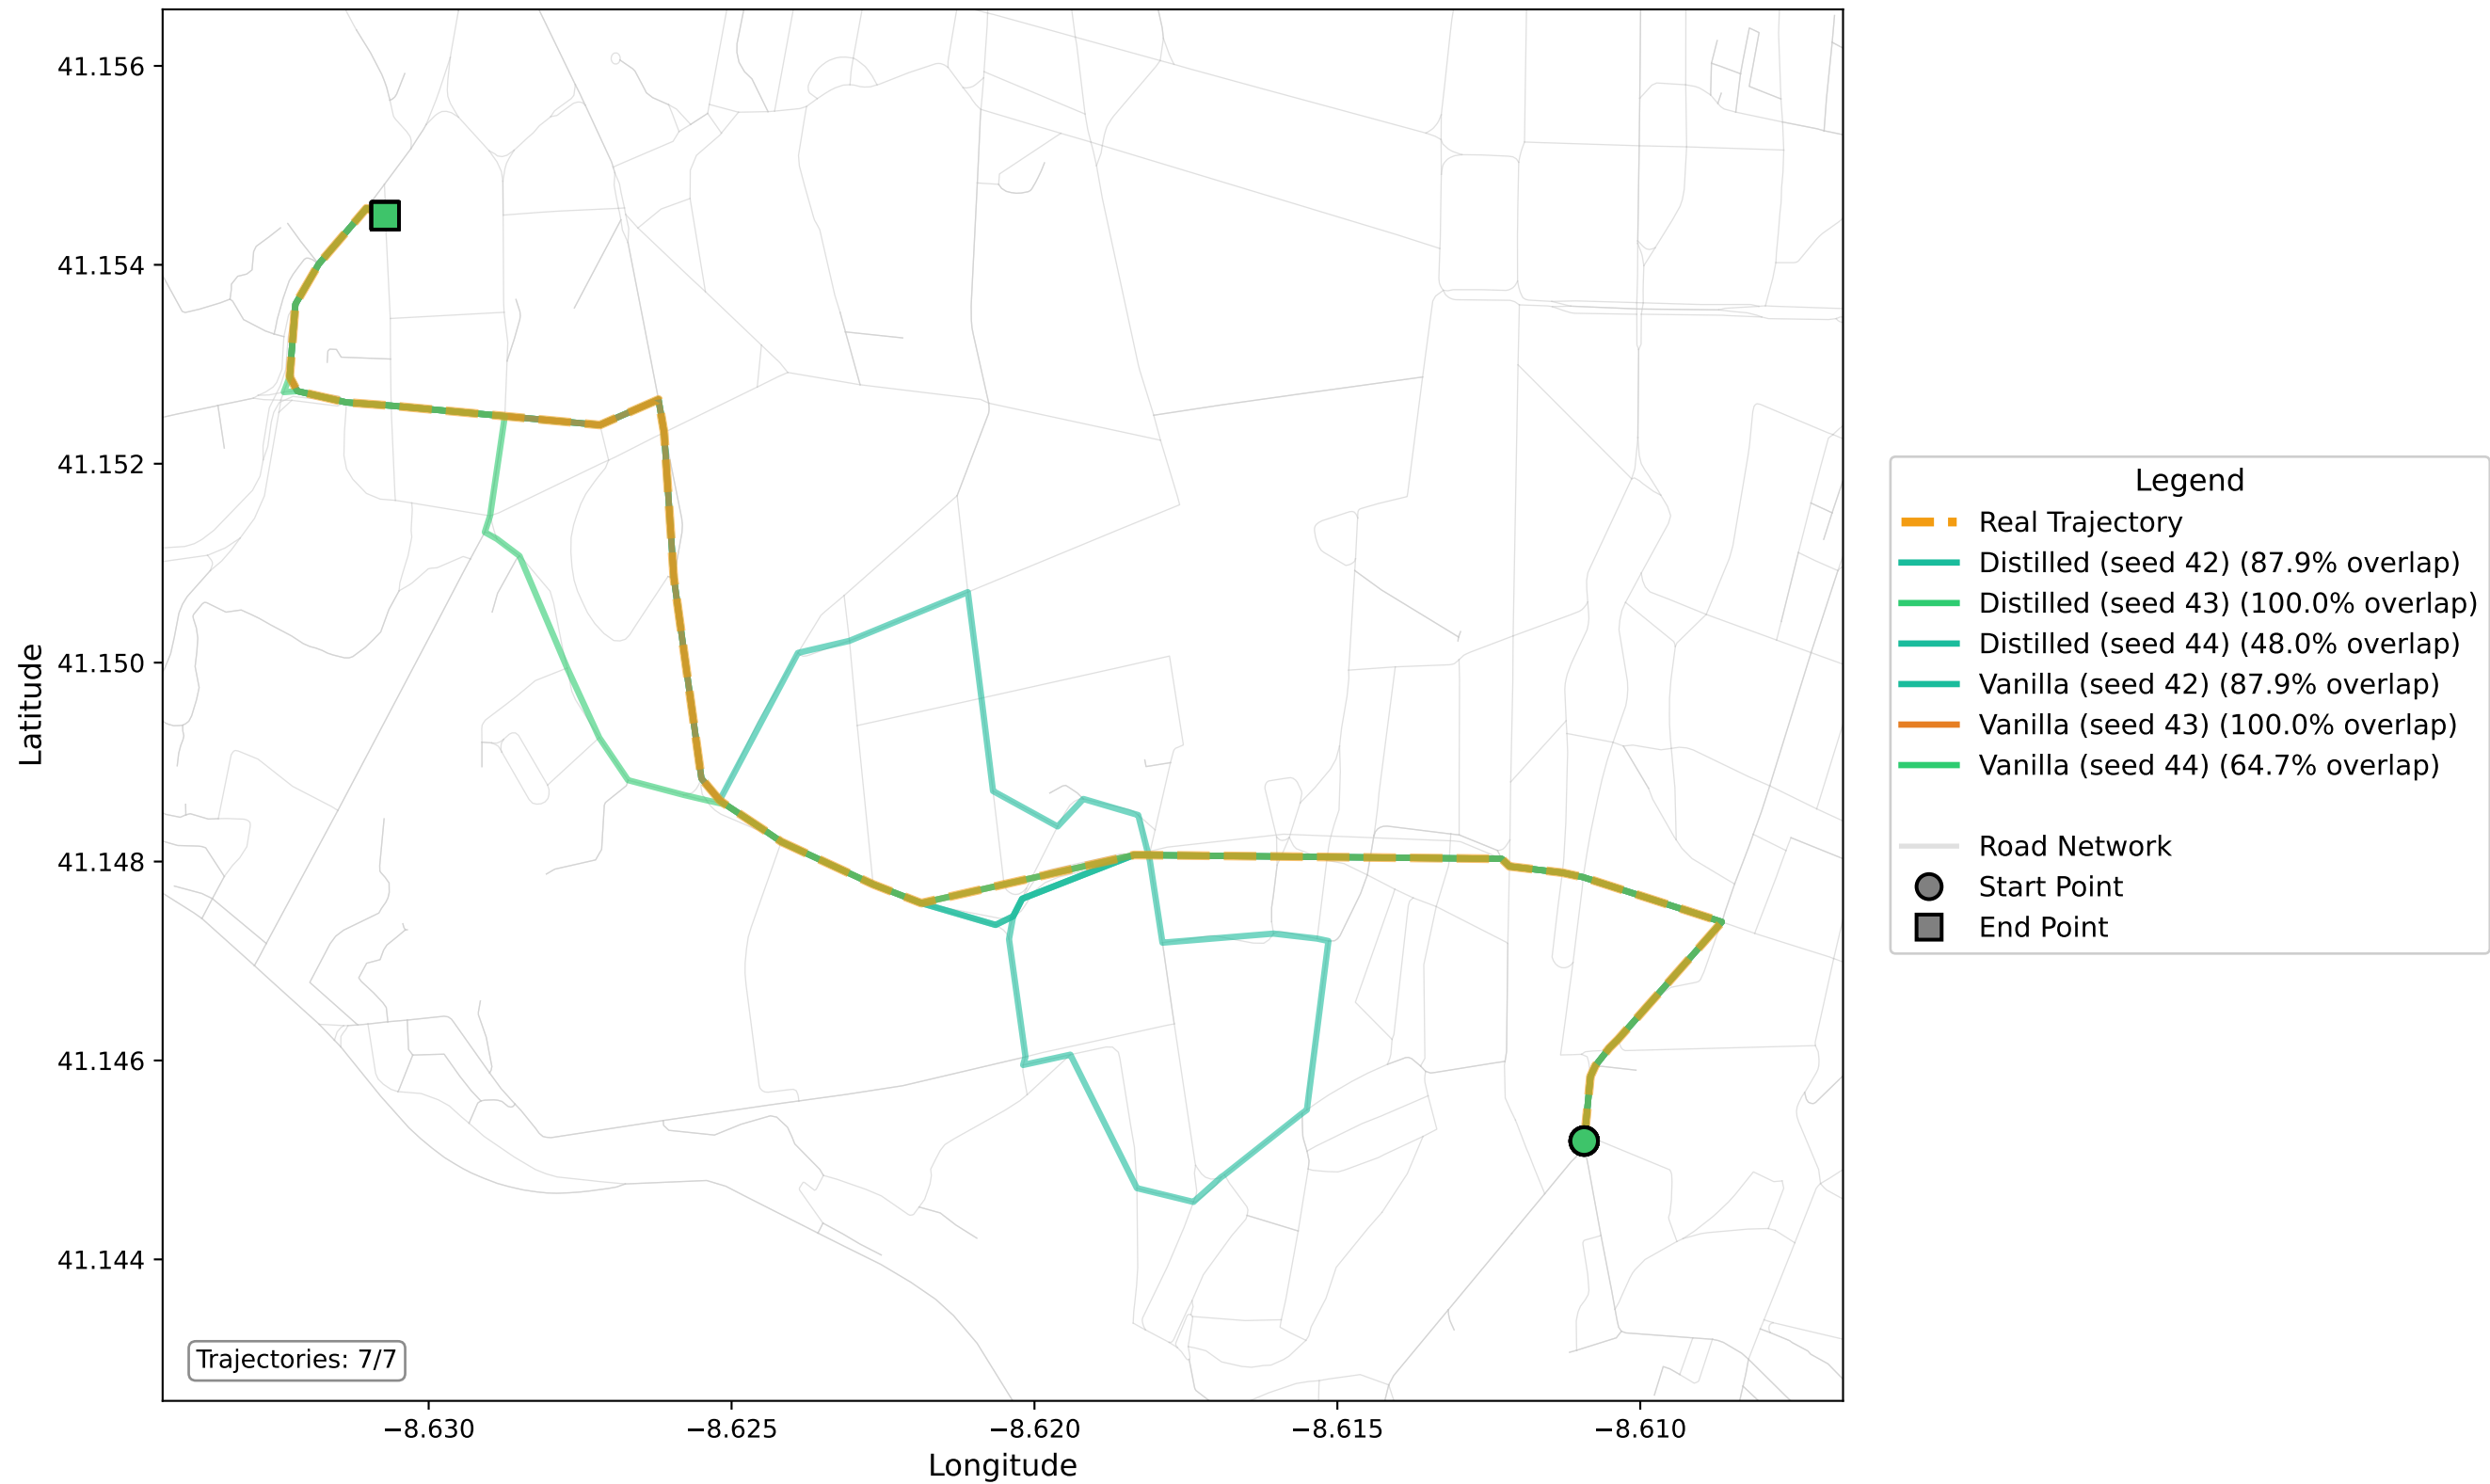 41.156
41.154
41.152
41.150
41.148
41.146
41.144
Latitude
−8.630
−8.625
−8.620
−8.615
−8.610
Longitude
Trajectories: 7/7
Legend
Real Trajectory
Distilled (seed 42) (87.9% overlap)
Distilled (seed 43) (100.0% overlap)
Distilled (seed 44) (48.0% overlap)
Vanilla (seed 42) (87.9% overlap)
Vanilla (seed 43) (100.0% overlap)
Vanilla (seed 44) (64.7% overlap)
Road Network
Start Point
End Point